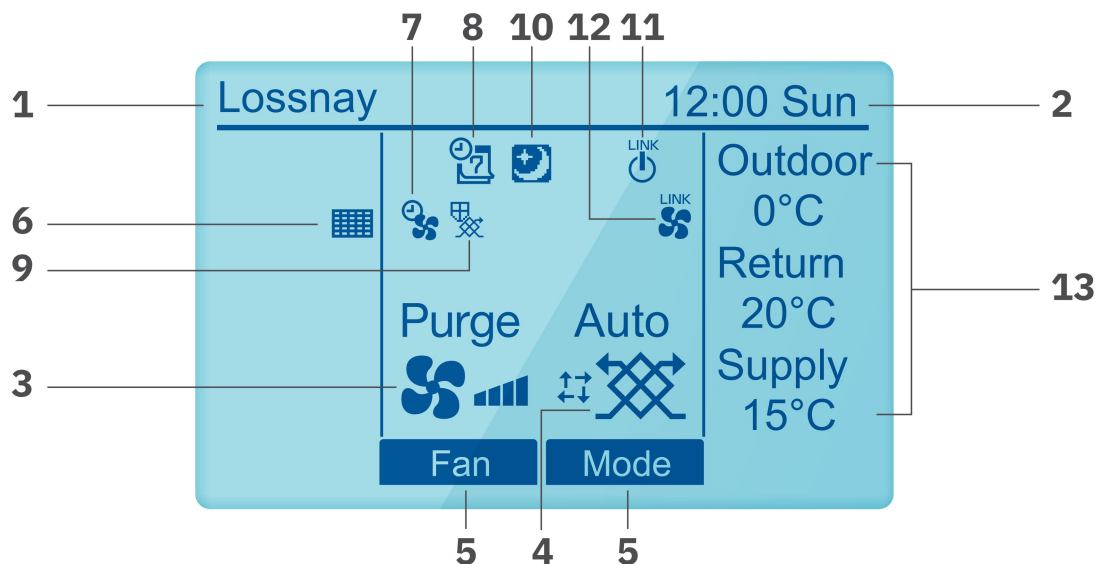 7 8 10 12 11
1 Lossnay 12:00 Sun 2
7 LINK Outdoor
0°C
6 LINK
Return
9 13
20°C
Purge Auto
Supply
3
15°C
Fan Mode
5 4 5